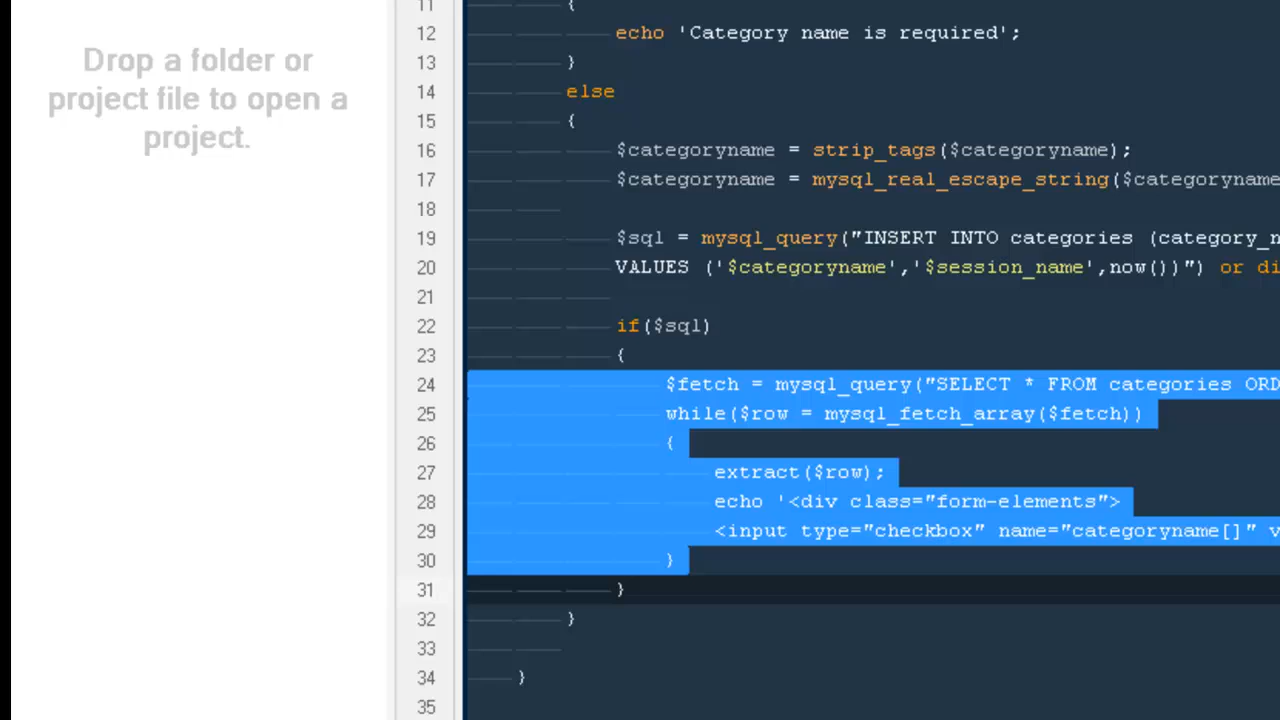 Drop a folder or
project file to open a
project.
11 {
12 echo 'Category name is required';
13 }
14 else
15 {
16 $categoryname = strip_tags($categoryname);
17 $categoryname = mysql_real_escape_string($categoryname
18
19 $sql = mysql_query("INSERT INTO categories (category_n
20 VALUES ('$categoryname','$session_name',now())") or di
21
22 if($sql)
23 {
24 $fetch = mysql_query("SELECT * FROM categories ORD
25 while($row = mysql_fetch_array($fetch))
26 {
27 extract($row);
28 echo '<div class="form-elements">
29 <input type="checkbox" name="categoryname[]" v
30 }
31 }
32 }
33
34 }
35